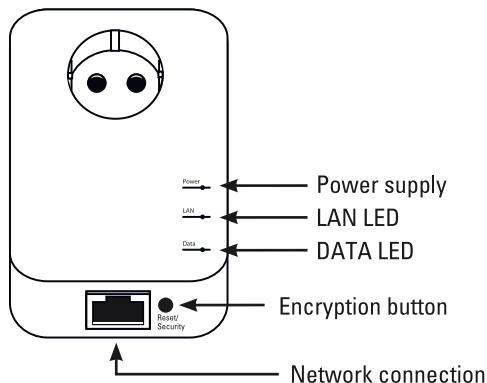 Power
Power supply
LAN
LAN LED
Data
DATA LED
Reset/
Security
Encryption button
Network connection